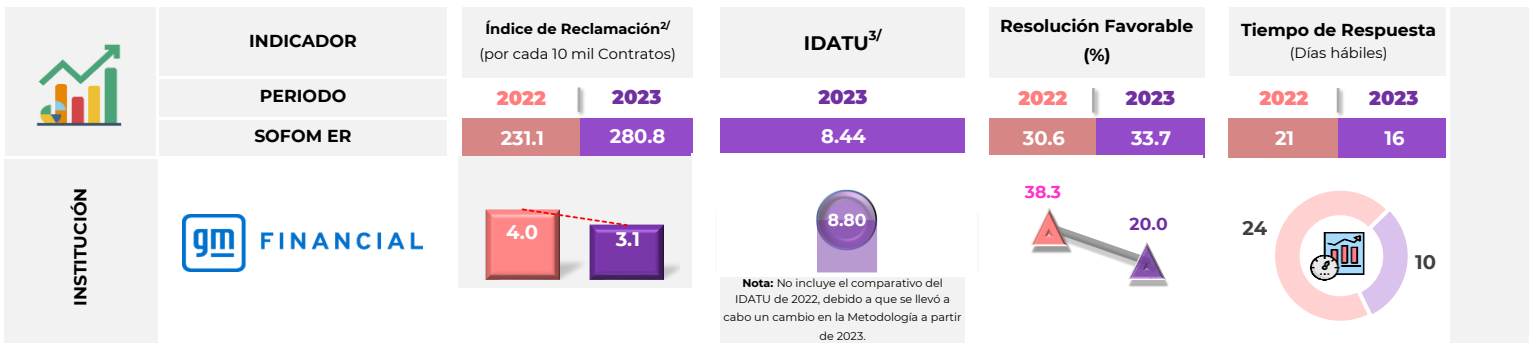 INDICADOR
Índice de Reclamación2/
(por cada 10 mil Contratos)
IDATU3/
Resolución Favorable
(%)
Tiempo de Respuesta
(Días hábiles)
PERIODO
2022 | 2023
2023
2022 | 2023
2022 | 2023
SOFOM ER
231.1 280.8
8.44
30.6 33.7
21 16
INSTITUCIÓN
gm FINANCIAL
4.0
3.1
8.80
Nota: No incluye el comparativo del
IDATU de 2022, debido a que se llevó a
cabo un cambio en la Metodología a partir
de 2023.
38.3
20.0
24
10